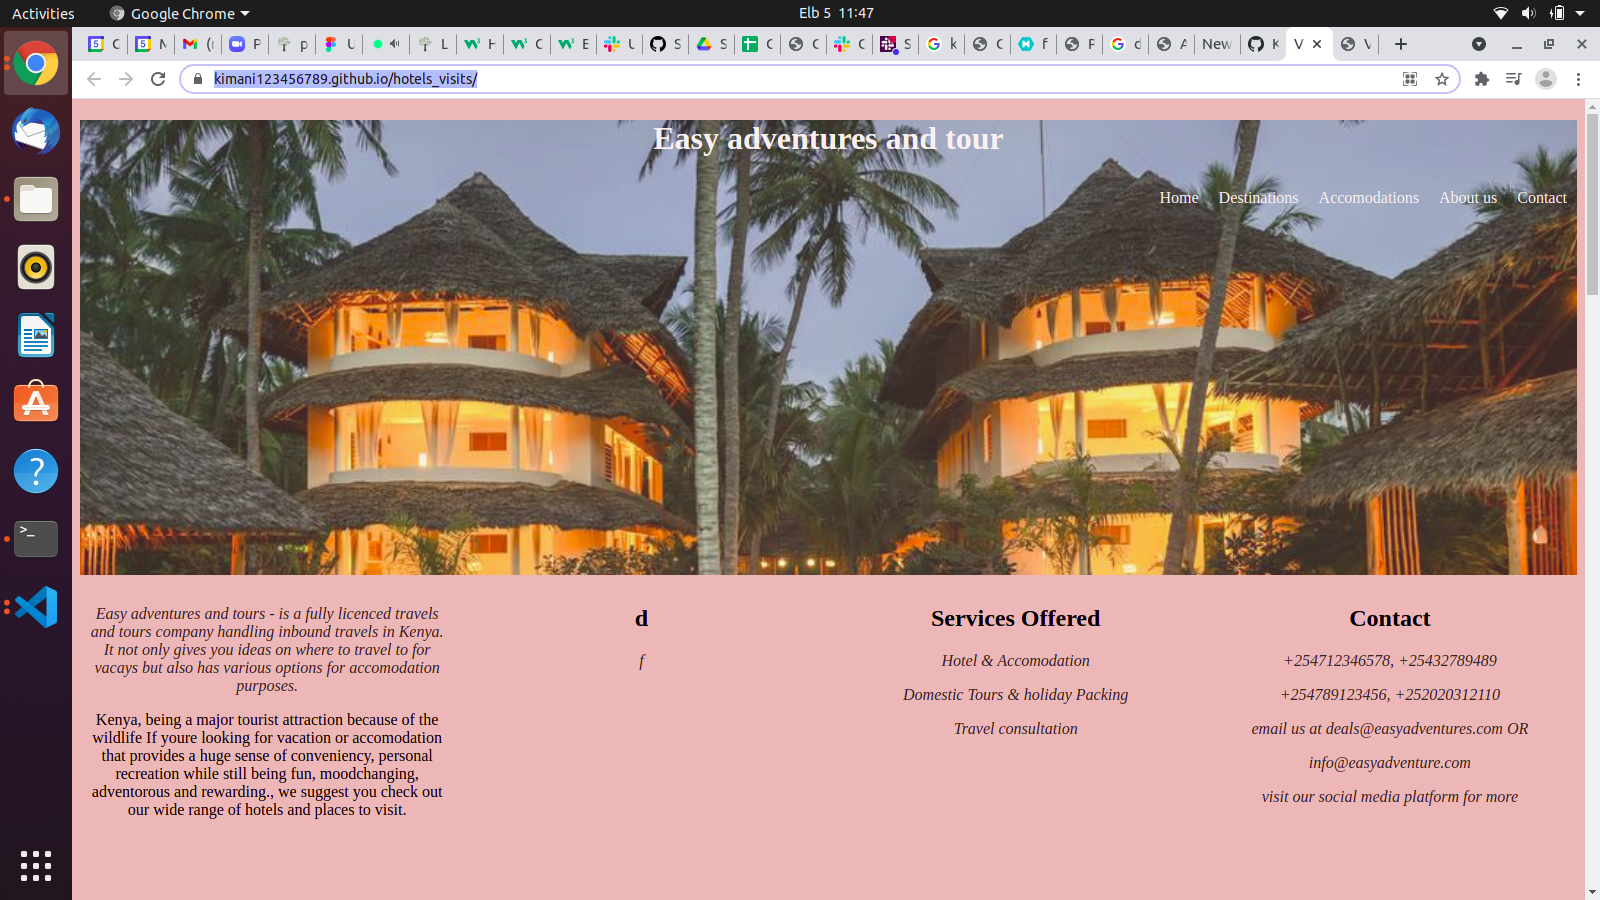 Activities
Google Chrome
Elb 5 11:47
kimani123456789.github.io/hotels_visits/
Easy adventures and tour
Home Destinations Accomodations About us Contact
Easy adventures and tours - is a fully licenced travels
and tours company handling inbound travels in Kenya.
It not only gives you ideas on where to travel to for
vacays but also has various options for accomodation
purposes.
Kenya, being a major tourist attraction because of the
wildlife If youre looking for vacation or accomodation
that provides a huge sense of conveniency, personal
recreation while still being fun, moodchanging,
adventorous and rewarding., we suggest you check out
our wide range of hotels and places to visit.
d
f
Services Offered
Hotel & Accomodation
Domestic Tours & holiday Packing
Travel consultation
Contact
+254712346578, +25432789489
+254789123456, +252020312110
email us at deals@easyadventures.com OR
info@easyadventure.com
visit our social media platform for more